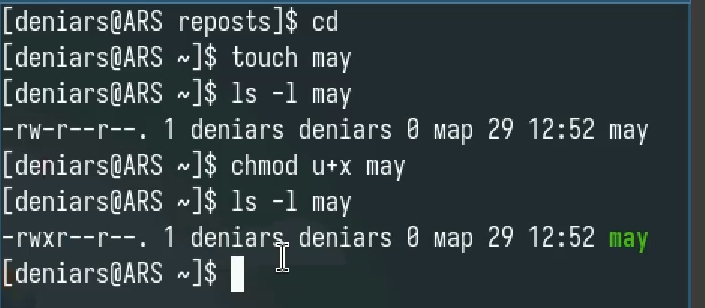 [deniars@ARS reposts]$ cd
[deniars@ARS ~]$ touch may
[deniars@ARS ~]$ ls -l may
-rw-r--r--. 1 deniars deniars 0 мар 29 12:52 may
[deniars@ARS ~]$ chmod u+x may
[deniars@ARS ~]$ ls -l may
-rwxr--r--. 1 deniars deniars 0 мар 29 12:52 may
[deniars@ARS ~]$